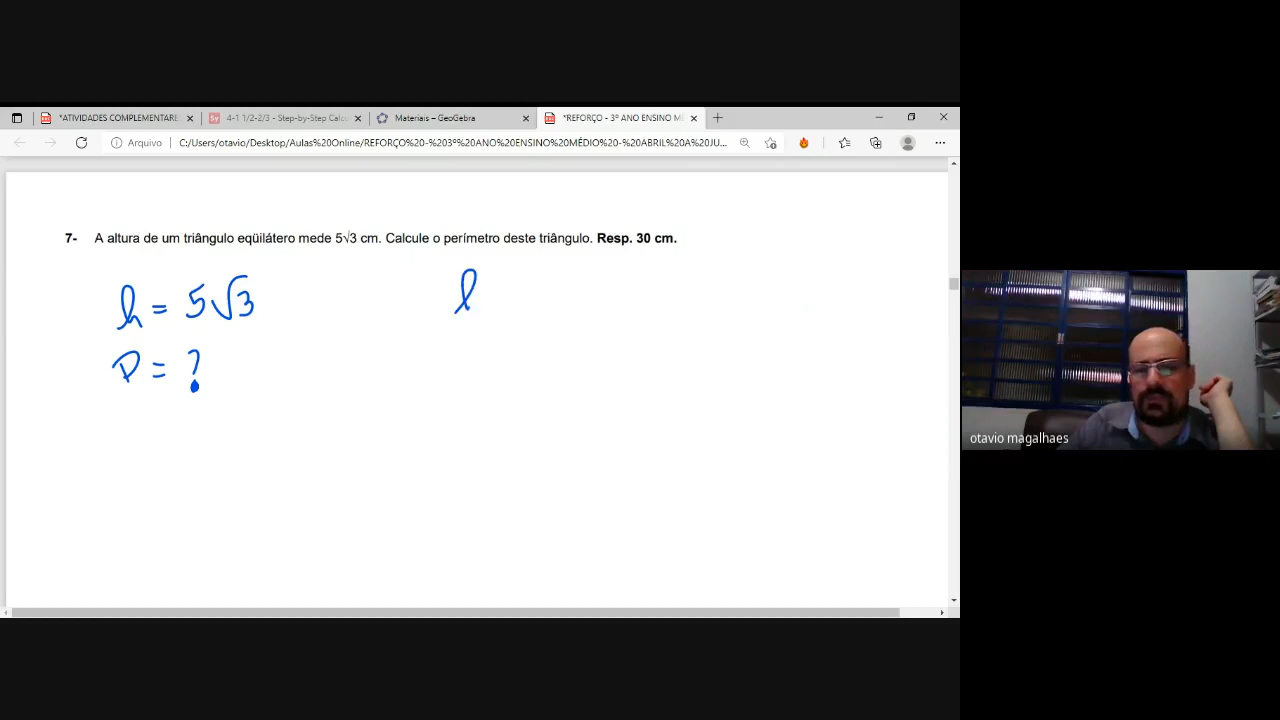 *ATIVIDADES COMPLEMENTARE
4-1 1/2-2/3 - Step-by-Step Calc
Materiais – GeoGebra
*REFORÇO - 3º ANO ENSINO MÉ
Arquivo
C:/Users/otavio/Desktop/Aulas%20Online/REFORÇO%20-%203º%20ANO%20ENSINO%20MÉDIO%20-%20ABRIL%20A%20JU...
7- A altura de um triângulo eqüilátero mede 5√3 cm. Calcule o perímetro deste triângulo. Resp. 30 cm.
h = 5√3
l
P = ?
otavio magalhaes